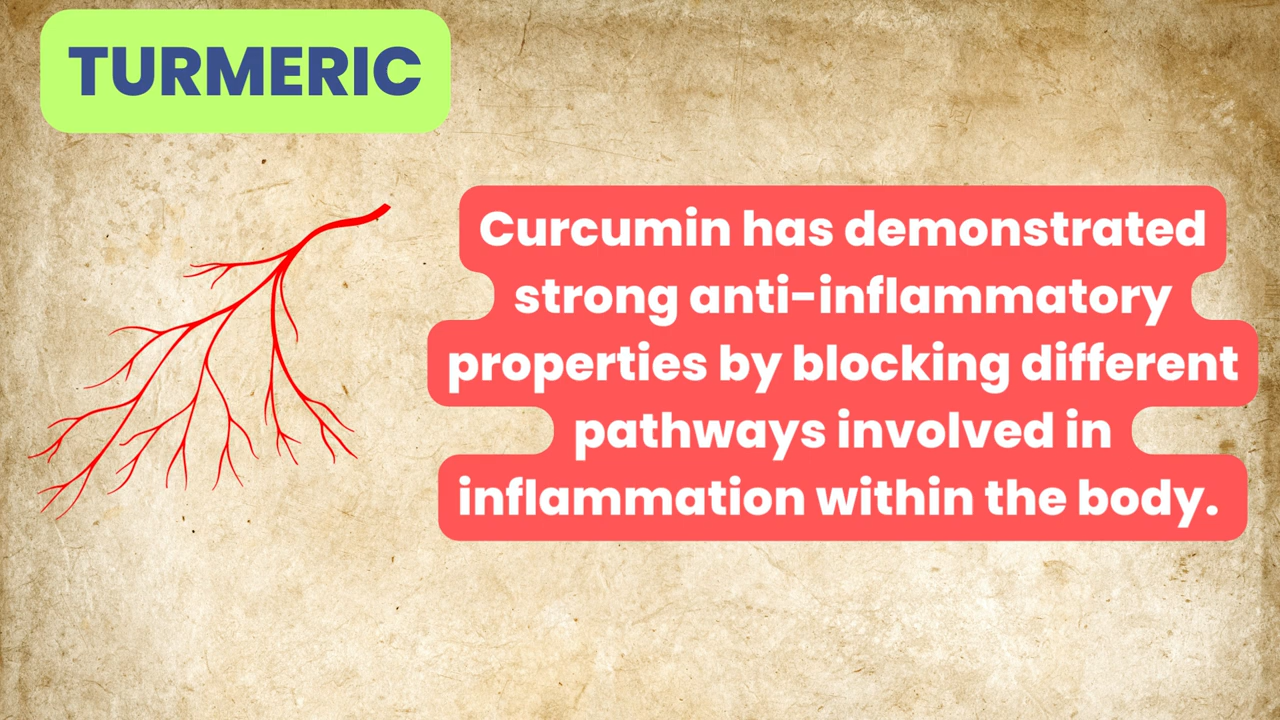 TURMERIC
Curcumin has demonstrated
strong anti-inflammatory
properties by blocking different
pathways involved in
inflammation within the body.